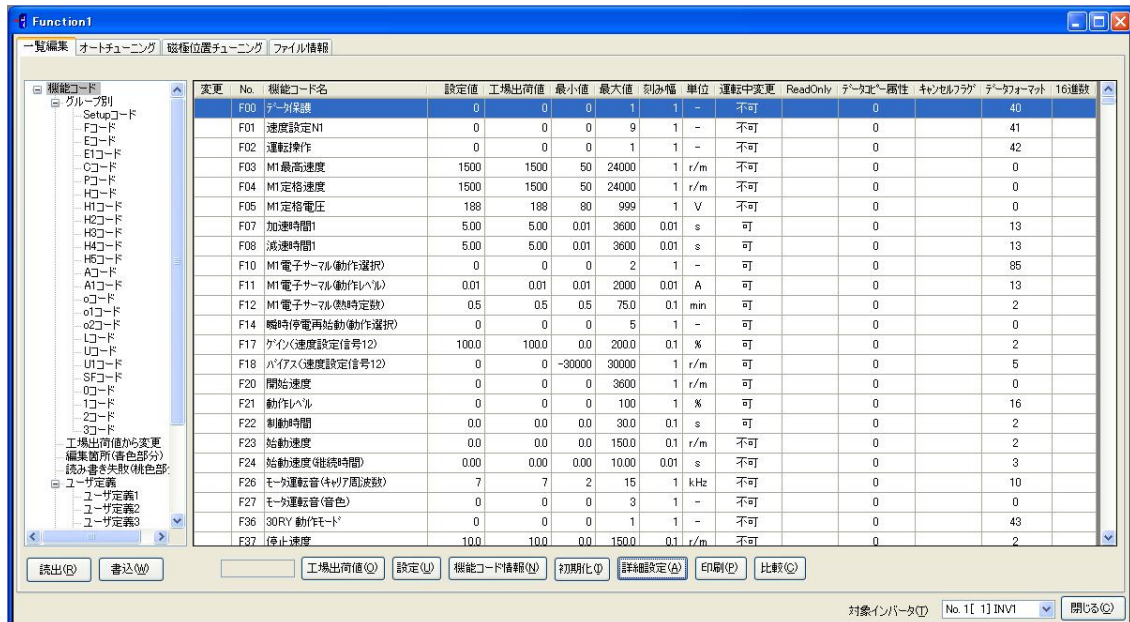 Function1
一覧編集 オートチューニング 磁極位置チューニング ファイル情報
機能コード
グループ別
Setupコード
Fコード
Eコード
E1コード
Cコード
Pコード
Hコード
H1コード
H2コード
H3コード
H4コード
H5コード
Aコード
A1コード
oコード
o1コード
o2コード
Lコード
Uコード
U1コード
SFコード
0コード
1コード
2コード
3コード
工場出荷値から変更
編集箇所(青色部分)
読み書き失敗(桃色部
ユーザ定義
ユーザ定義1
ユーザ定義2
ユーザ定義3
変更 No. 機能コード名 設定値 工場出荷値 最小値 最大値 刻み幅 単位 運転中変更 ReadOnly データコピー属性 キャンセルフラグ データフォーマット 16進数
F00 データ保護 0 0 0 1 1 - 不可 0 40
F01 速度設定N1 0 0 0 9 1 - 不可 0 41
F02 運転操作 0 0 0 1 1 - 不可 0 42
F03 M1最高速度 1500 1500 50 24000 1 r/m 不可 0 0
F04 M1定格速度 1500 1500 50 24000 1 r/m 不可 0 0
F05 M1定格電圧 188 188 80 999 1 V 不可 0 0
F07 加速時間1 5.00 5.00 0.01 3600 0.01 s 可 0 13
F08 減速時間1 5.00 5.00 0.01 3600 0.01 s 可 0 13
F10 M1電子サーマル(動作選択) 0 0 0 2 1 - 可 0 85
F11 M1電子サーマル(動作レベル) 0.01 0.01 0.01 2000 0.01 A 可 0 13
F12 M1電子サーマル(熱時定数) 0.5 0.5 0.5 75.0 0.1 min 可 0 2
F14 瞬時停電再始動(動作選択) 0 0 0 5 1 - 可 0 0
F17 ゲイン(速度設定信号12) 100.0 100.0 0.0 200.0 0.1 % 可 0 2
F18 バイアス(速度設定信号12) 0 0 -30000 30000 1 r/m 可 0 5
F20 開始速度 0 0 0 3600 1 r/m 可 0 0
F21 動作レベル 0 0 0 100 1 % 可 0 16
F22 制動時間 0.0 0.0 0.0 30.0 0.1 s 可 0 2
F23 始動速度 0.0 0.0 0.0 150.0 0.1 r/m 不可 0 2
F24 始動速度(継続時間) 0.00 0.00 0.00 10.00 0.01 s 不可 0 3
F26 モータ運転音(キャリア周波数) 7 7 2 15 1 kHz 不可 0 10
F27 モータ運転音(音色) 0 0 0 3 1 - 不可 0 0
F36 30RY 動作モード 0 0 0 1 1 - 不可 0 43
F37 停止速度 10.0 10.0 0.0 150.0 0.1 r/m 不可 0 2
読出(R) 書込(W) 工場出荷値(O) 設定(U) 機能コード情報(N) 初期化(I) 詳細設定(A) 印刷(P) 比較(C)
対象インバータ(T) No. 1[ 1] INV1 閉じる(C)